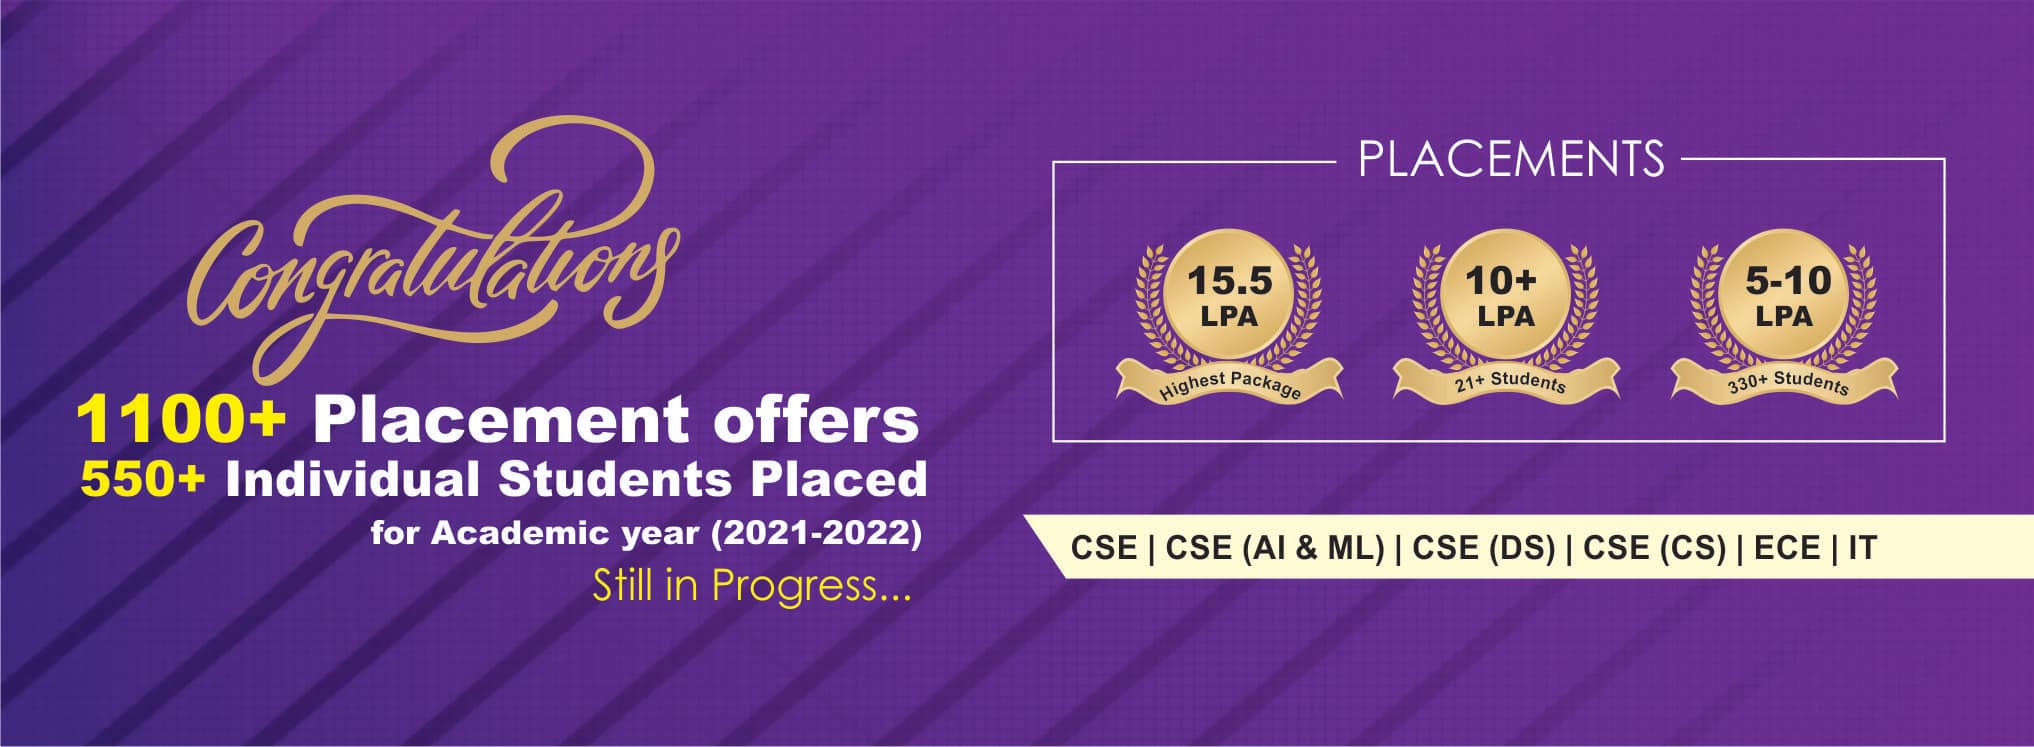 Congratulations
1100+ Placement offers
550+ Individual Students Placed
for Academic year (2021-2022)
Still in Progress...
PLACEMENTS
15.5
LPA
Highest Package
10+
LPA
21+ Students
5-10
LPA
330+ Students
CSE | CSE (AI & ML) | CSE (DS) | CSE (CS) | ECE | IT